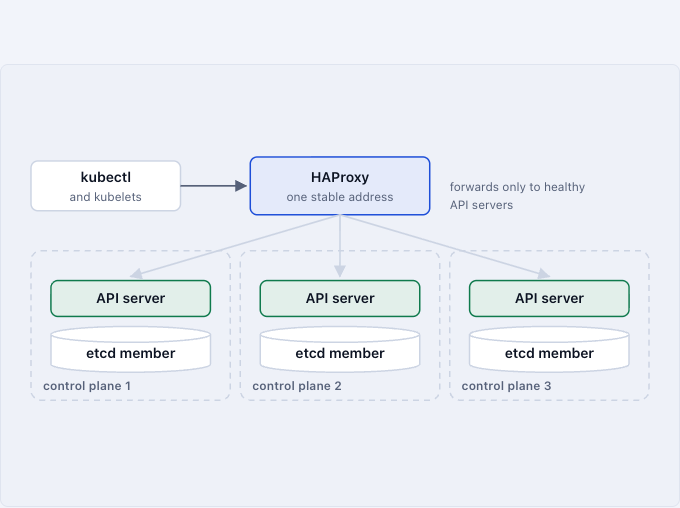 kubectl
and kubelets
HAProxy
one stable address
forwards only to healthy
API servers
API server
etcd member
control plane 1
API server
etcd member
control plane 2
API server
etcd member
control plane 3